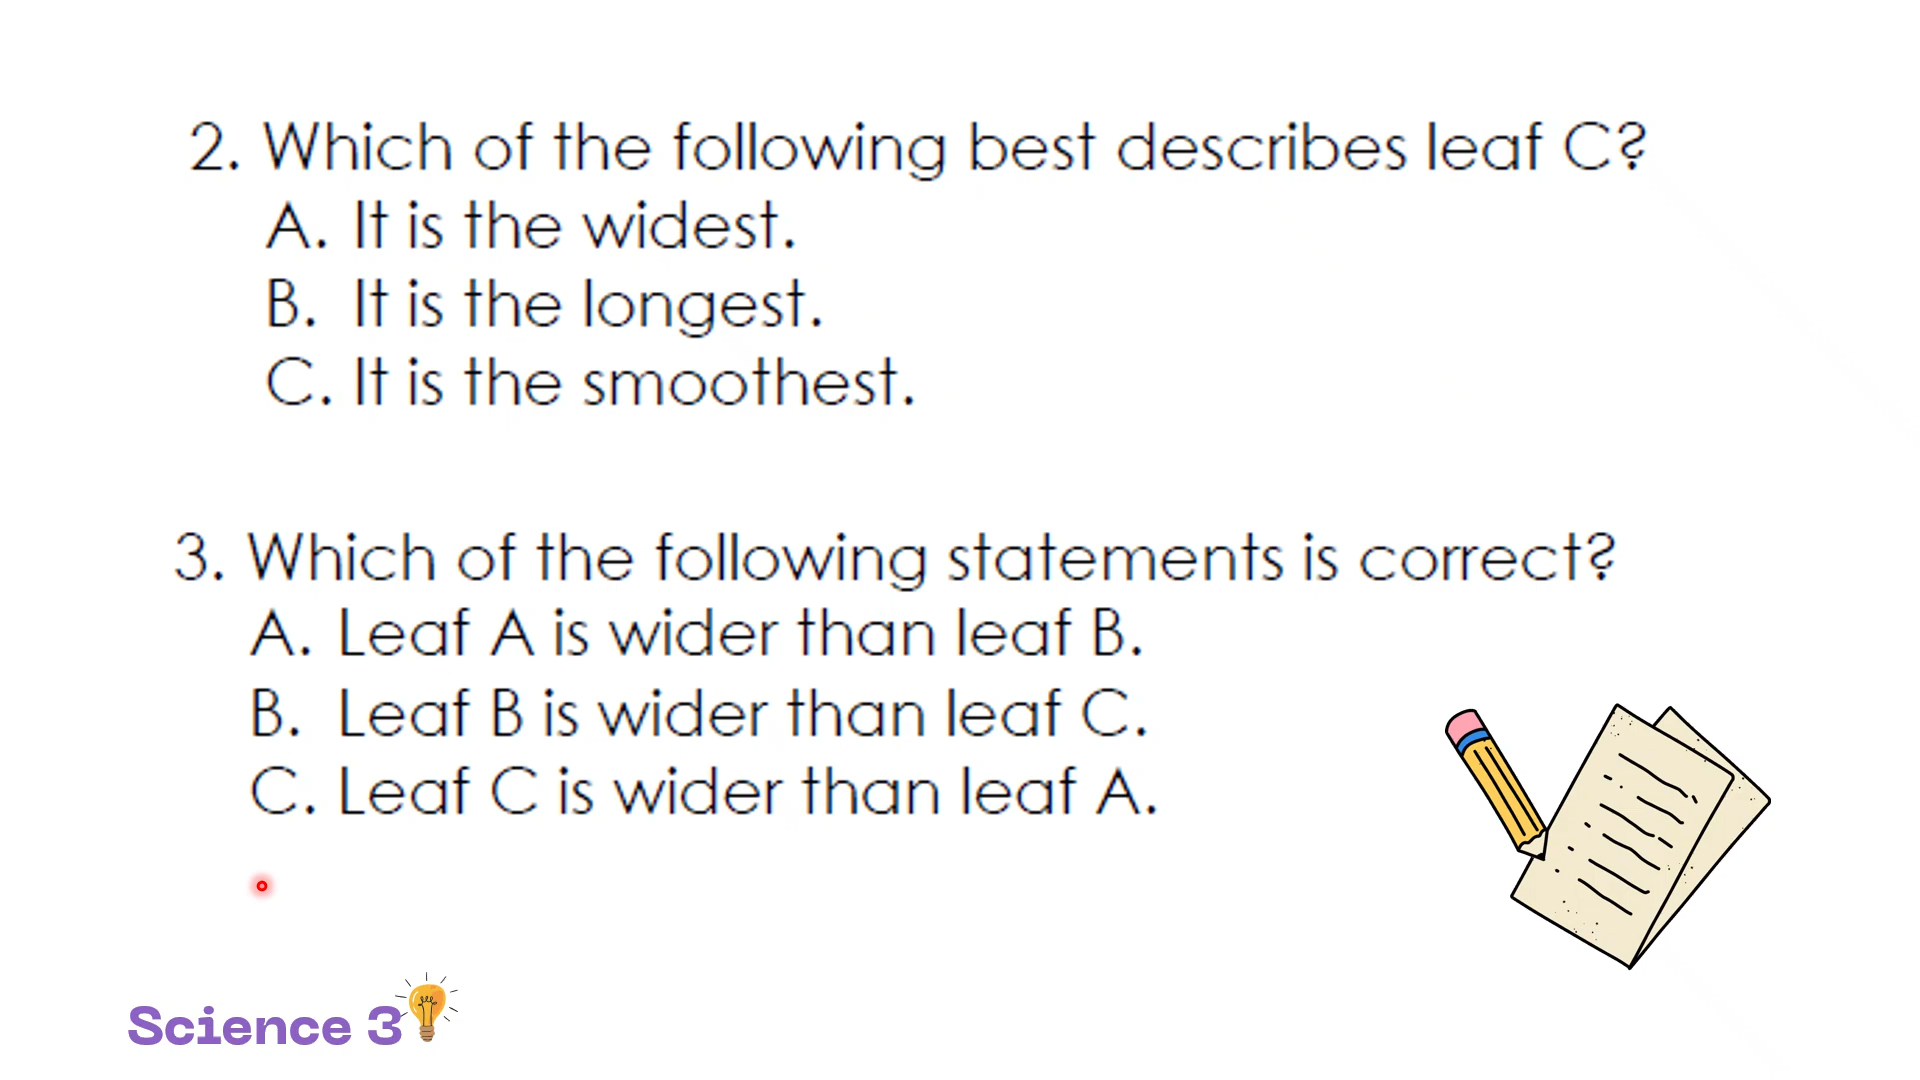 2. Which of the following best describes leaf C?
A. It is the widest.
B. It is the longest.
C. It is the smoothest.
3. Which of the following statements is correct?
A. Leaf A is wider than leaf B.
B. Leaf B is wider than leaf C.
C. Leaf C is wider than leaf A.
Science 3